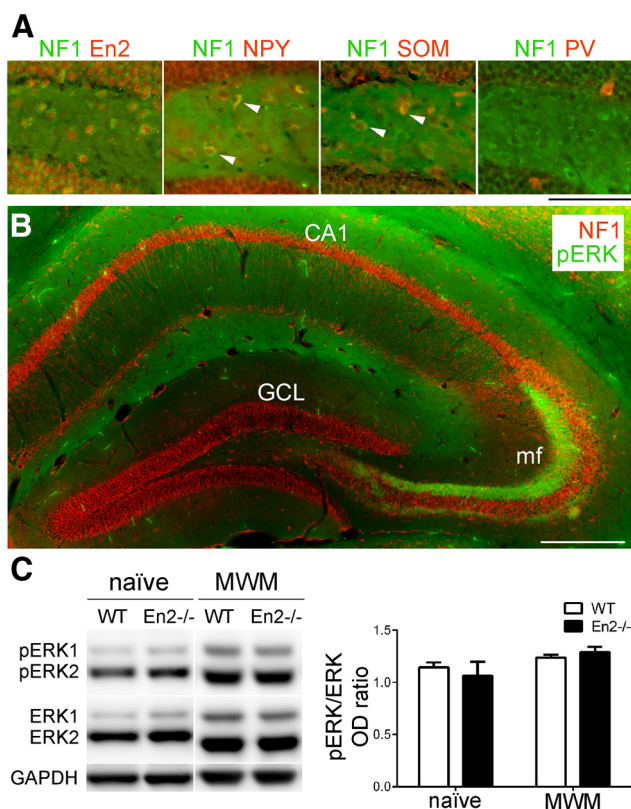 A
NF1 En2 NF1 NPY NF1 SOM NF1 PV
B
CA1
NF1
pERK
GCL
mf
C
naïve MWM
WT En2-/- WT En2-/-
pERK1
pERK2
ERK1
ERK2
GAPDH
WT
En2-/-
pERK/ERK
OD ratio
1.5
1.0
0.5
0.0
naïve MWM